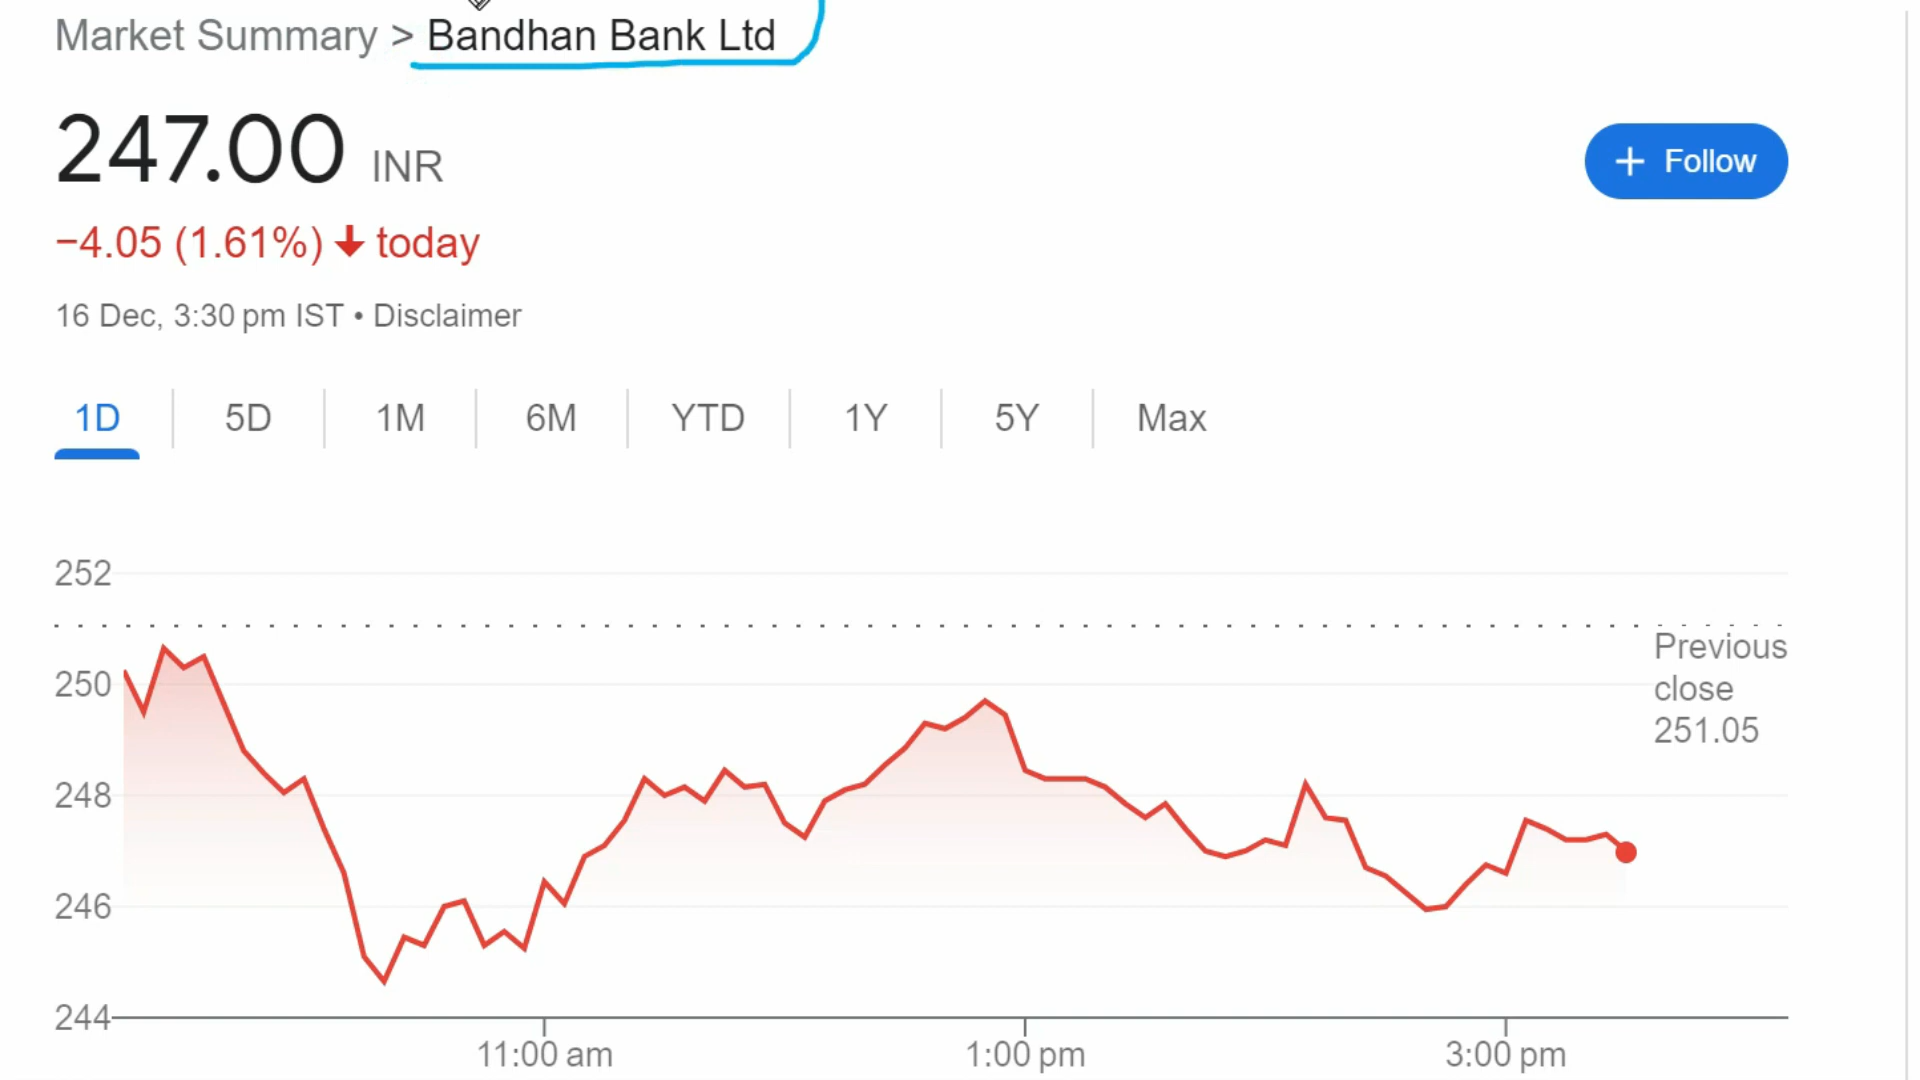 Market Summary > Bandhan Bank Ltd
247.00 INR
+ Follow
−4.05 (1.61%) ↓ today
16 Dec, 3:30 pm IST • Disclaimer
1D 5D 1M 6M YTD 1Y 5Y Max
252
250
248
246
244
Previous
close
251.05
11:00 am 1:00 pm 3:00 pm